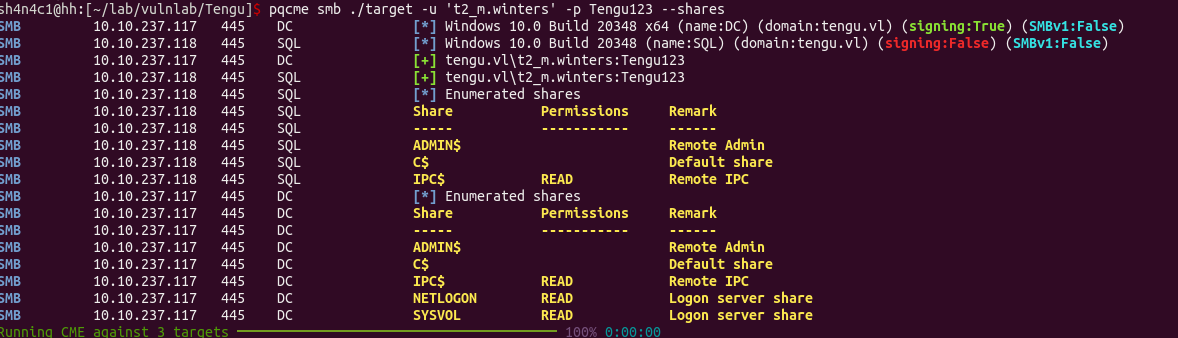 sh4n4c1@hh:[~/lab/vulnlab/Tengu]$ pqcme smb ./target -u 't2_m.winters' -p Tengu123 --shares
SMB 10.10.237.117 445 DC [*] Windows 10.0 Build 20348 x64 (name:DC) (domain:tengu.vl) (signing:True) (SMBv1:False)
SMB 10.10.237.118 445 SQL [*] Windows 10.0 Build 20348 (name:SQL) (domain:tengu.vl) (signing:False) (SMBv1:False)
SMB 10.10.237.117 445 DC [+] tengu.vl\t2_m.winters:Tengu123
SMB 10.10.237.118 445 SQL [+] tengu.vl\t2_m.winters:Tengu123
SMB 10.10.237.118 445 SQL [*] Enumerated shares
SMB 10.10.237.118 445 SQL Share Permissions Remark
SMB 10.10.237.118 445 SQL ----- ----------- ------
SMB 10.10.237.118 445 SQL ADMIN$ Remote Admin
SMB 10.10.237.118 445 SQL C$ Default share
SMB 10.10.237.118 445 SQL IPC$ READ Remote IPC
SMB 10.10.237.117 445 DC [*] Enumerated shares
SMB 10.10.237.117 445 DC Share Permissions Remark
SMB 10.10.237.117 445 DC ----- ----------- ------
SMB 10.10.237.117 445 DC ADMIN$ Remote Admin
SMB 10.10.237.117 445 DC C$ Default share
SMB 10.10.237.117 445 DC IPC$ READ Remote IPC
SMB 10.10.237.117 445 DC NETLOGON READ Logon server share
SMB 10.10.237.117 445 DC SYSVOL READ Logon server share
Running CME against 3 targets 100% 0:00:00